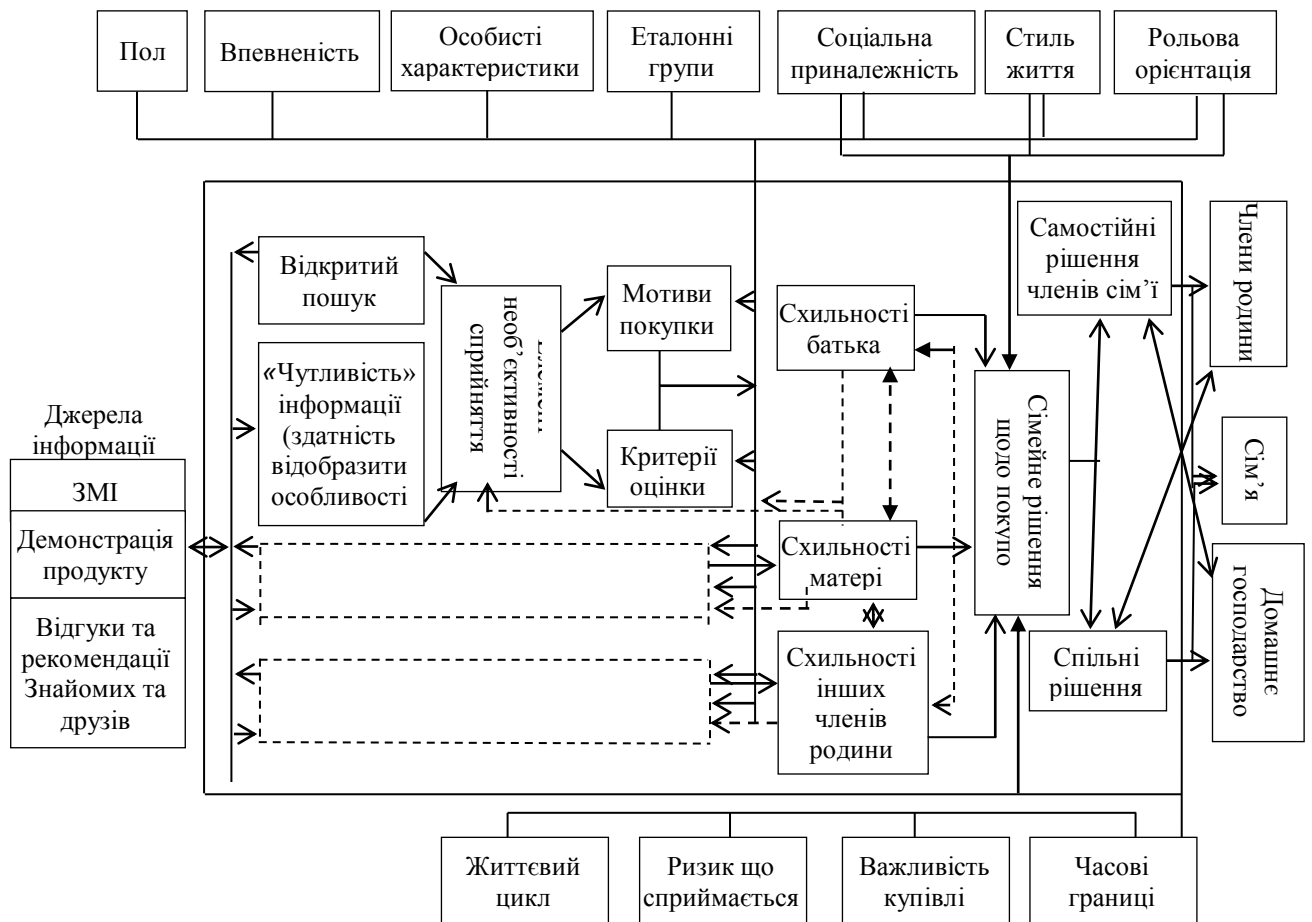 Пол
Впевненість
Особисті
характеристики
Еталонні
групи
Соціальна
приналежність
Стиль
життя
Рольова
орієнтація
Відкритий
пошук
«Чутливість»
інформації
(здатність
відобразити
особливості
необ’єктивності
сприйняття
Мотиви
покупки
Критерії
оцінки
Схильності
батька
Схильності
матері
Схильності
інших
членів
родини
Сімейне рішення
щодо покупо
Самостійні
рішення
членів сім’ї
Спільні
рішення
Члени родини
Сім’я
Домашнє
господарство
Джерела
інформації
ЗМІ
Демонстрація
продукту
Відгуки та
рекомендації
Знайомих та
друзів
Життєвий
цикл
Ризик що
сприймається
Важливість
купівлі
Часові
границі